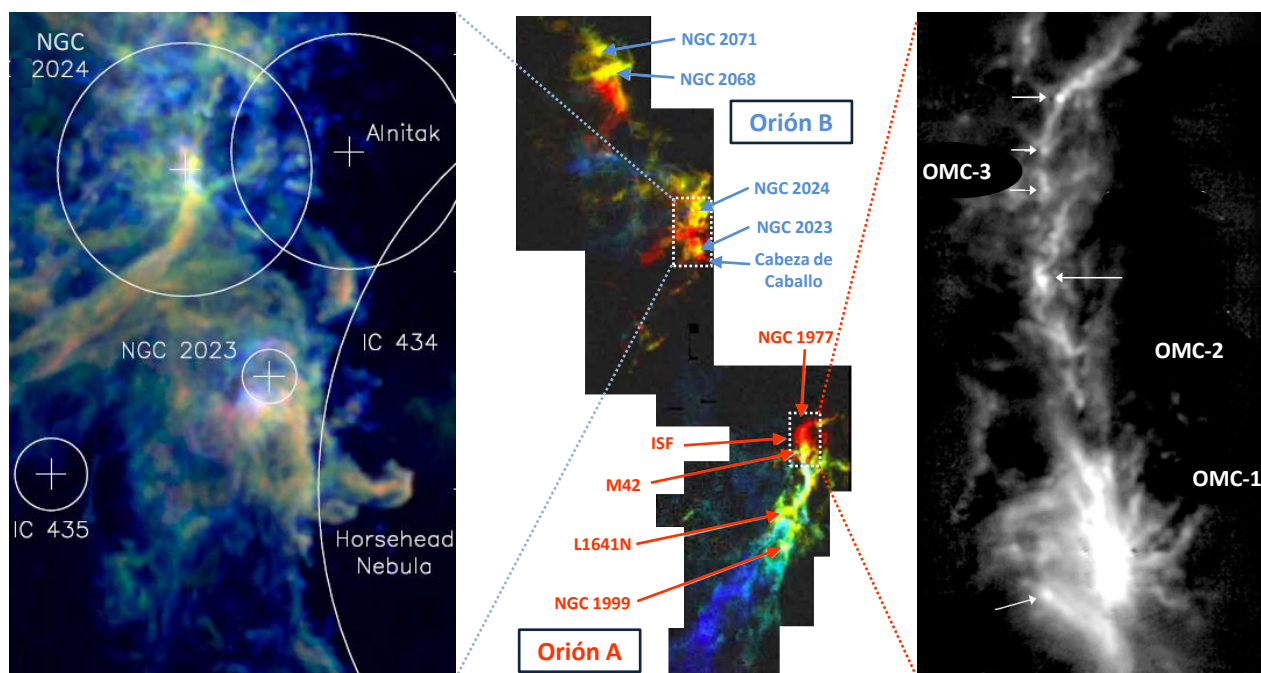 NGC
2024
Alnitak
NGC 2023
IC 434
IC 435
Horsehead
Nebula
NGC 2071
NGC 2068
Orión B
NGC 2024
NGC 2023
Cabeza de
Caballo
NGC 1977
ISF
M42
L1641N
NGC 1999
Orión A
OMC-3
OMC-2
OMC-1